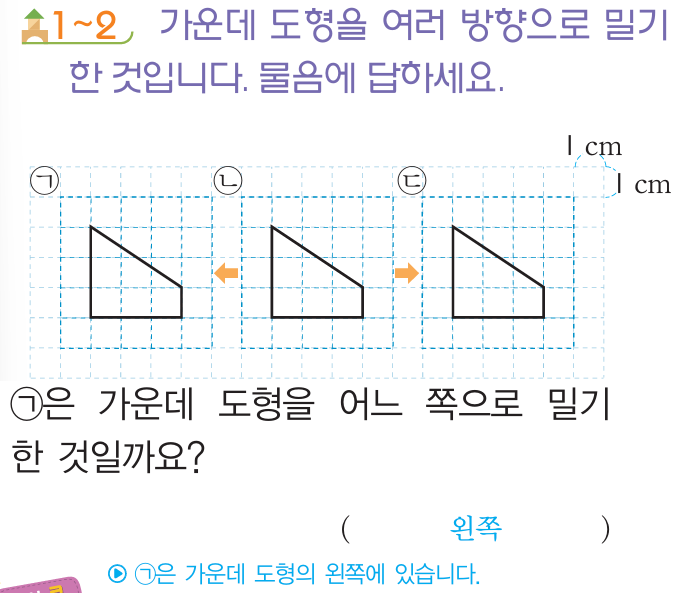 1~2 가운데 도형을 여러 방향으로 밀기
한 것입니다. 물음에 답하세요.
1 cm
㉠ ㉡ ㉢ 1 cm
㉠은 가운데 도형을 어느 쪽으로 밀기
한 것일까요?
( 왼쪽 )
㉠은 가운데 도형의 왼쪽에 있습니다.